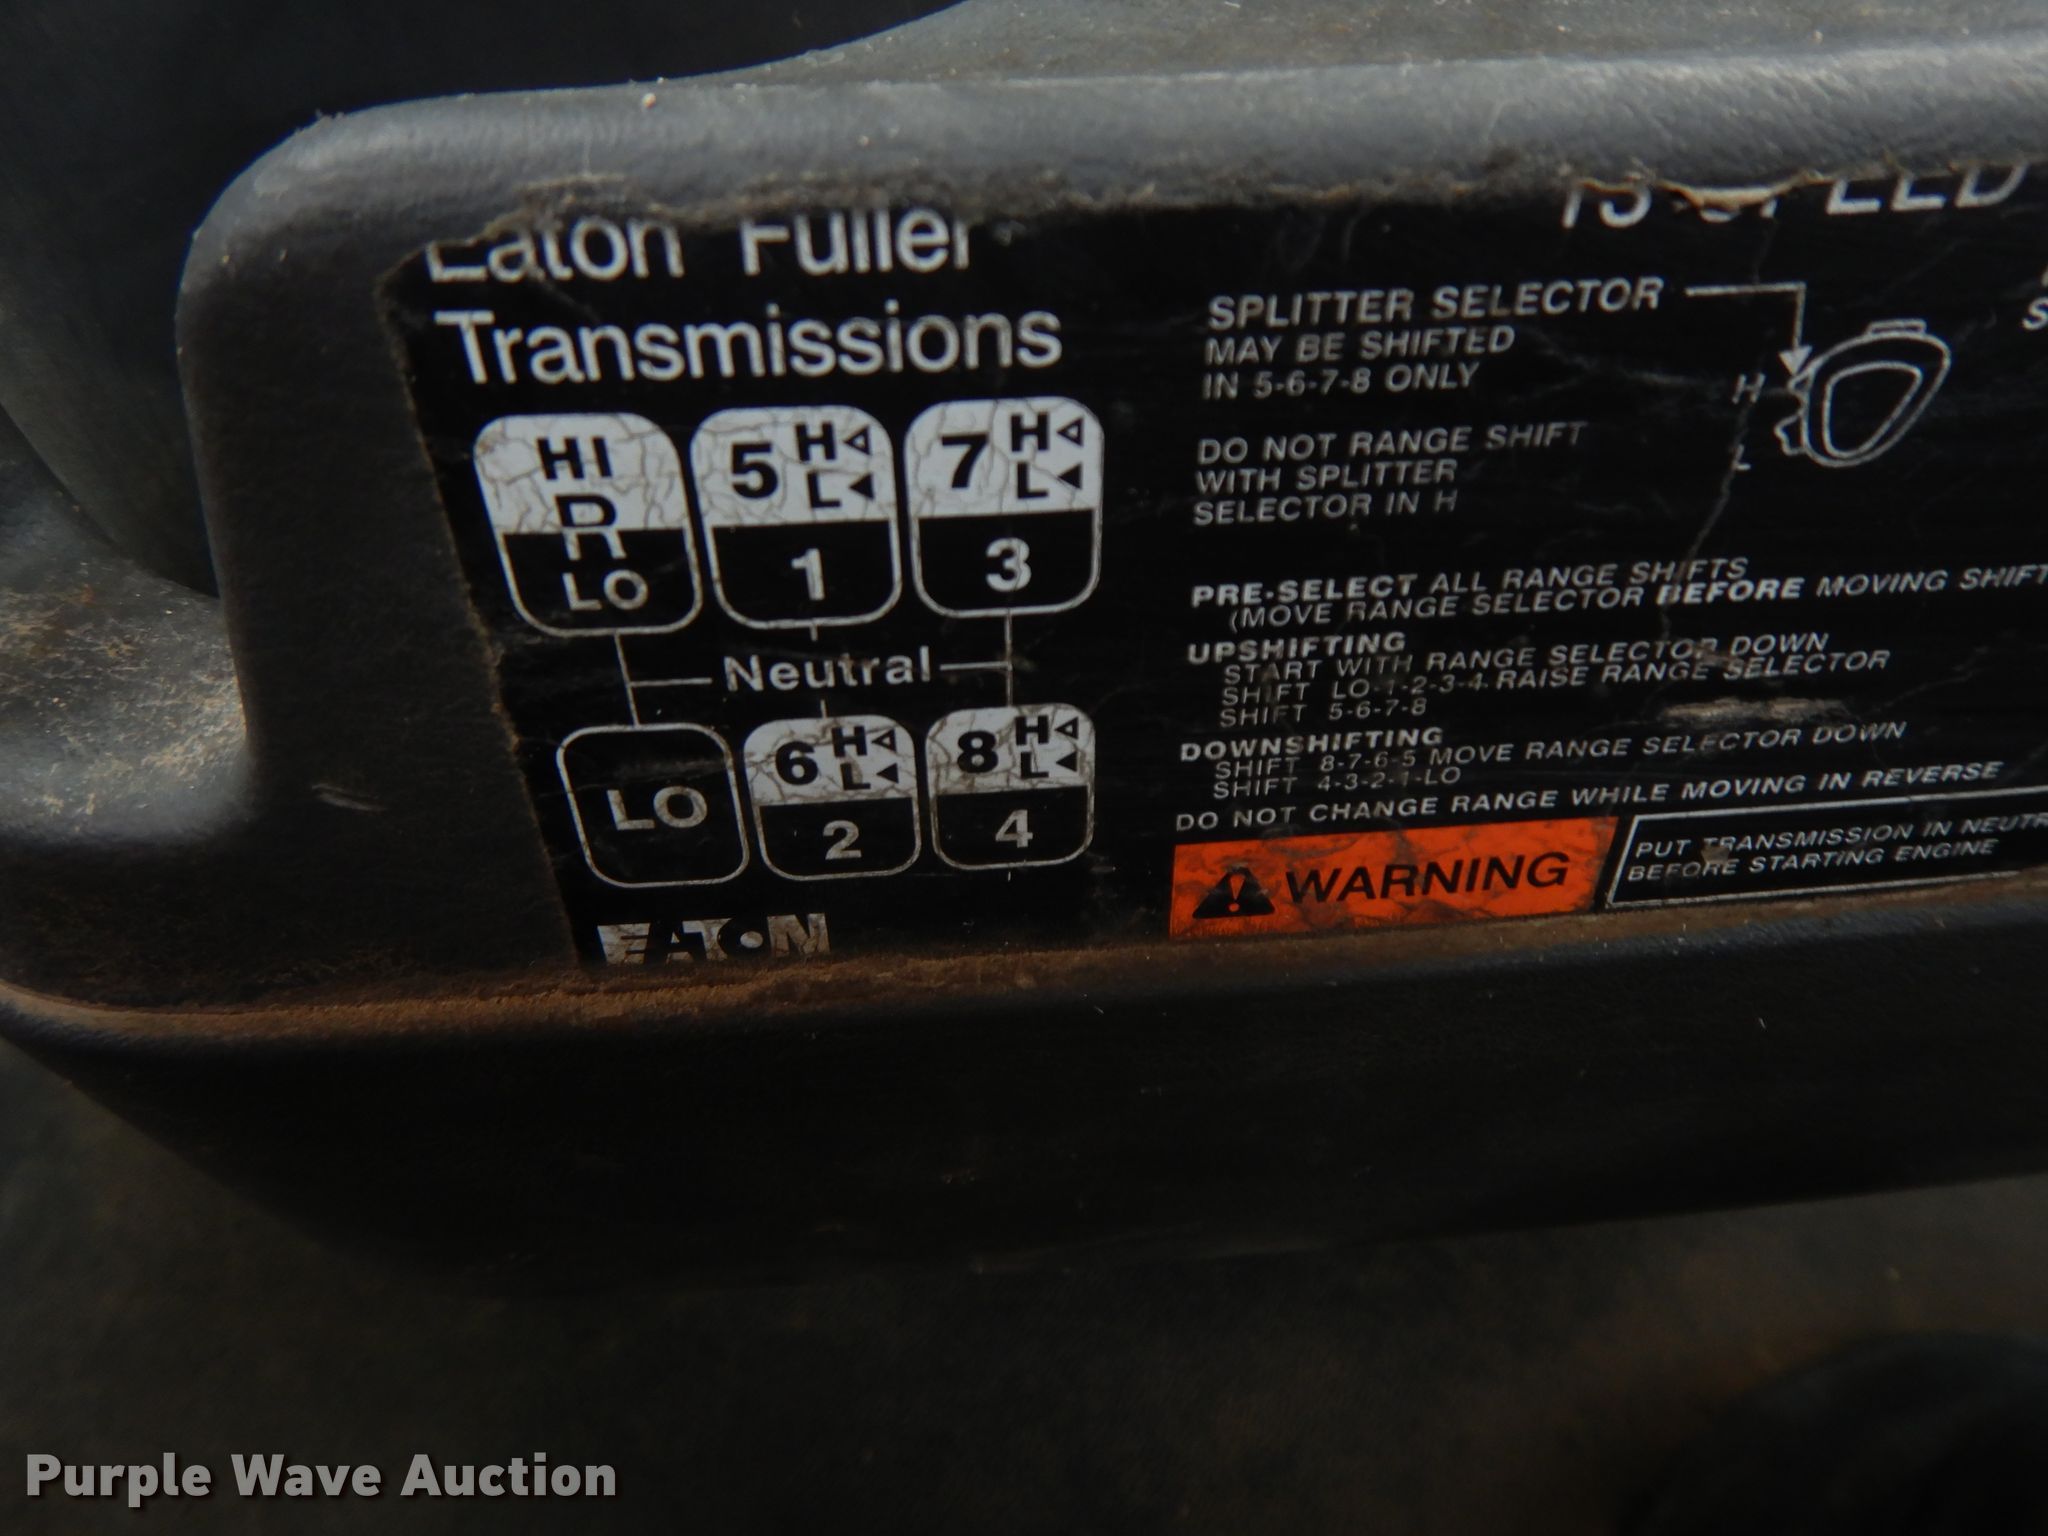 Eaton Fuller
Transmissions
HI
R
LO
5 H
L
1
7 H
L
3
Neutral
LO
6 H
L
2
8 H
L
4
EATON
13-SPEED
SPLITTER SELECTOR
MAY BE SHIFTED
IN 5-6-7-8 ONLY
H
L
DO NOT RANGE SHIFT
WITH SPLITTER
SELECTOR IN H
PRE-SELECT ALL RANGE SHIFTS
(MOVE RANGE SELECTOR BEFORE MOVING SHIFT
UPSHIFTING
START WITH RANGE SELECTOR DOWN
SHIFT LO-1-2-3-4 RAISE RANGE SELECTOR
SHIFT 5-6-7-8
DOWNSHIFTING
SHIFT 8-7-6-5 MOVE RANGE SELECTOR DOWN
SHIFT 4-3-2-1-LO
DO NOT CHANGE RANGE WHILE MOVING IN REVERSE
WARNING
PUT TRANSMISSION IN NEUTR
BEFORE STARTING ENGINE
Purple Wave Auction